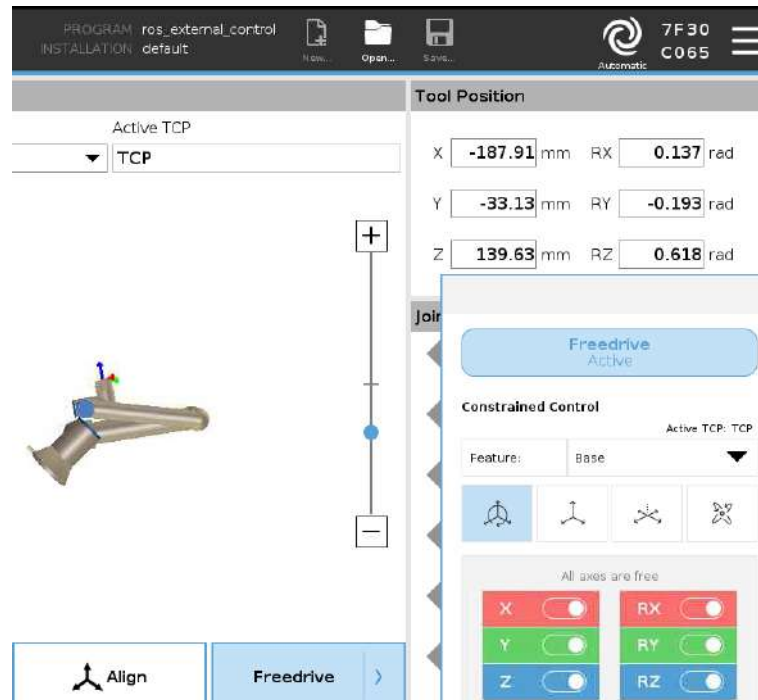 PROGRAM ros_external_control
INSTALLATION default
New...
Open...
Save...
Automatic
7F30
C065
Tool Position
Active TCP
TCP
X -187.91 mm RX 0.137 rad
Y -33.13 mm RY -0.193 rad
Z 139.63 mm RZ 0.618 rad
Join
Freedrive
Active
Constrained Control
Active TCP: TCP
Feature: Base
All axes are free
X RX
Y RY
Z RZ
Align
Freedrive